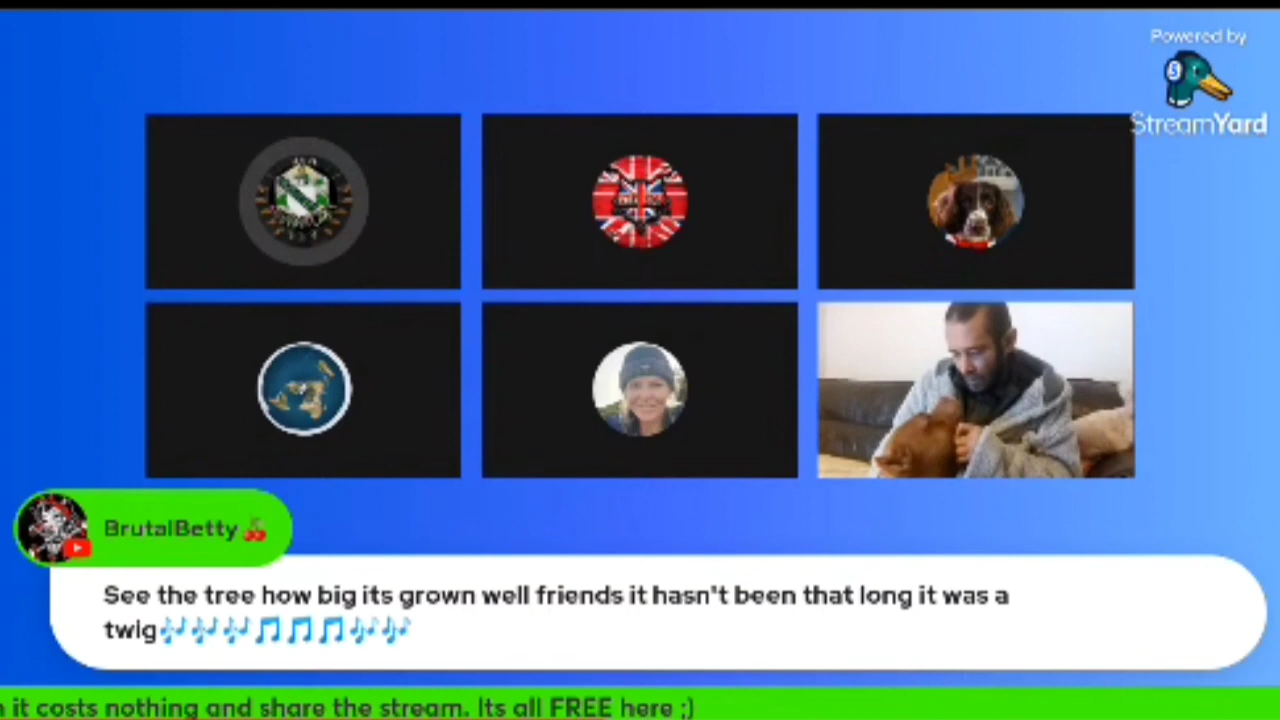 Powered by
StreamYard
BrutalBetty🍒
See the tree how big its grown well friends it hasn't been that long it was a
twig🎶🎶🎶🎵🎵🎵🎶🎶
it costs nothing and share the stream. Its all FREE here ;)